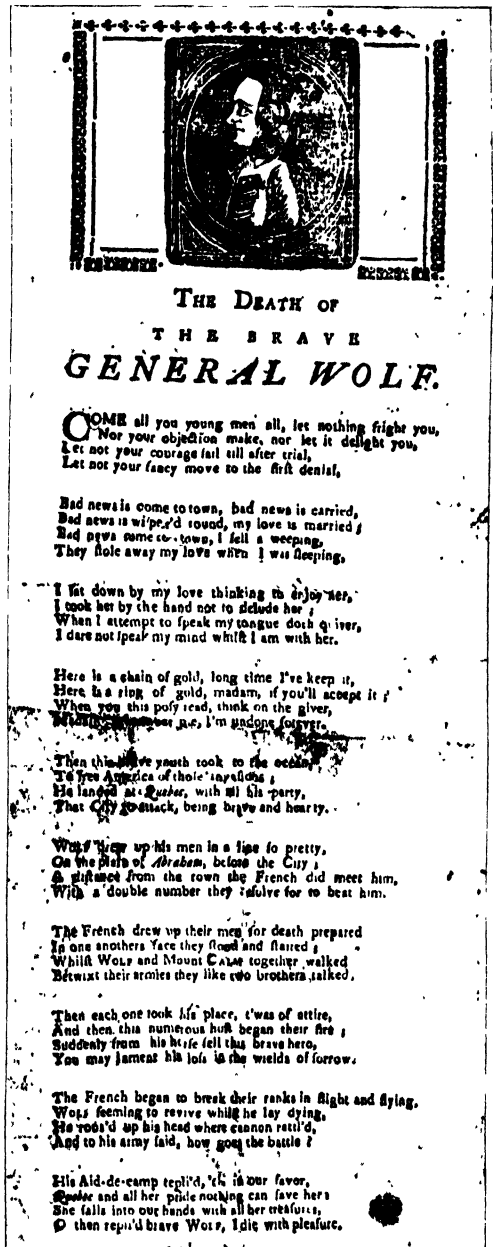 THE DEATH OF
THE BRAVE
GENERAL WOLF.
COME all you young men all, let nothing fright you,
Nor your objection make, nor let it delight you,
Let not your courage fail till after trial,
Let not your fancy move to the first denial,
Bad news is come to town, bad news is carried,
Bad news is round, my love is married;
Bad news come to town, I fell a weeping,
They stole away my love when I was sleeping,
I sat down by my love thinking to enjoy her,
I took her by the hand not to delude her;
When I attempt to speak my tongue doth quiver,
I dare not speak my mind whilst I am with her.
Here is a chain of gold, long time I've keep it,
Here is a ring of gold, madam, if you'll accept it;
When you this posy read, think on the giver,
me, I'm undone forever.
Then this brave youth took to the ocean,
To free America of those invasions;
He landed at Quebec, with all his party,
That City to attack, being brave and hearty.
WOLF drew up his men in a line so pretty,
On the plain of Abraham, before the City;
A distance from the town the French did meet him,
With a double number they resolve for to beat him.
The French drew up their men for death prepared
In one anothers face they stood and staired;
Whilst WOLF and Mount CALM together walked
Betwixt their armies they like two brothers talked.
Then each one took his place, t'was of attire,
And then this numerous host began their fire;
Suddenly from his horse fell this brave hero,
You may lament his loss in the wields of sorrow.
The French began to break their ranks in flight and flying,
WOLF seeming to revive while he lay dying,
He up his head where cannon
And to his army said, how goes the battle?
His Aid-de-camp repli'd, 'tis in our favor,
Quebec and all her pride nothing can save her;
She falls into our hands with all her treasures,
O then repli'd brave WOLF, I die with pleasure.